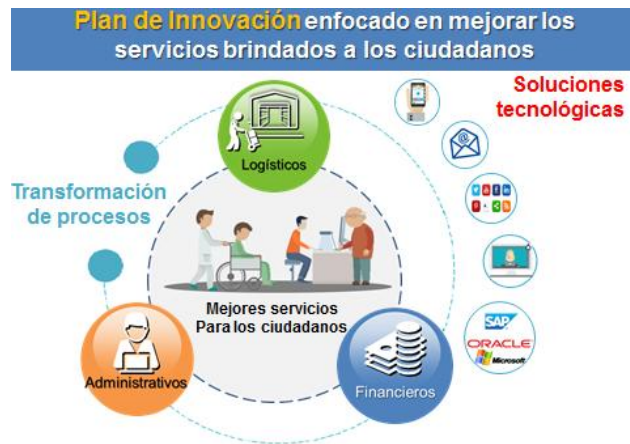 Plan de Innovación enfocado en mejorar los
servicios brindados a los ciudadanos
Soluciones
tecnológicas
Logísticos
Transformación
de procesos
Mejores servicios
Para los ciudadanos
Administrativos
Financieros
SAP
ORACLE
Microsoft